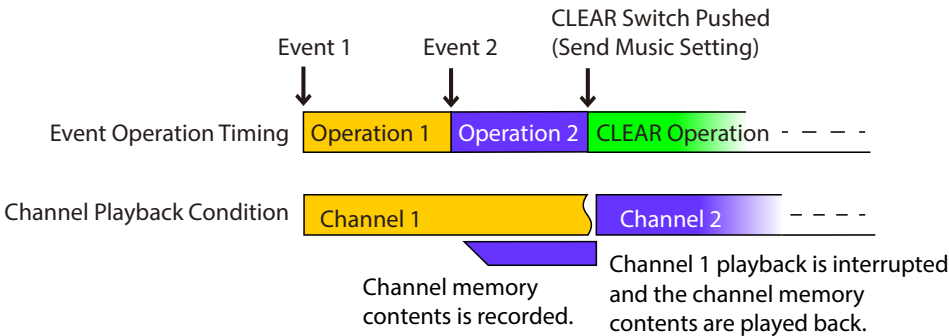 CLEAR Switch Pushed
(Send Music Setting)
Event 1
Event 2
Event Operation Timing
Operation 1
Operation 2
CLEAR Operation
Channel Playback Condition
Channel 1
Channel 2
Channel memory
contents is recorded.
Channel 1 playback is interrupted
and the channel memory
contents are played back.